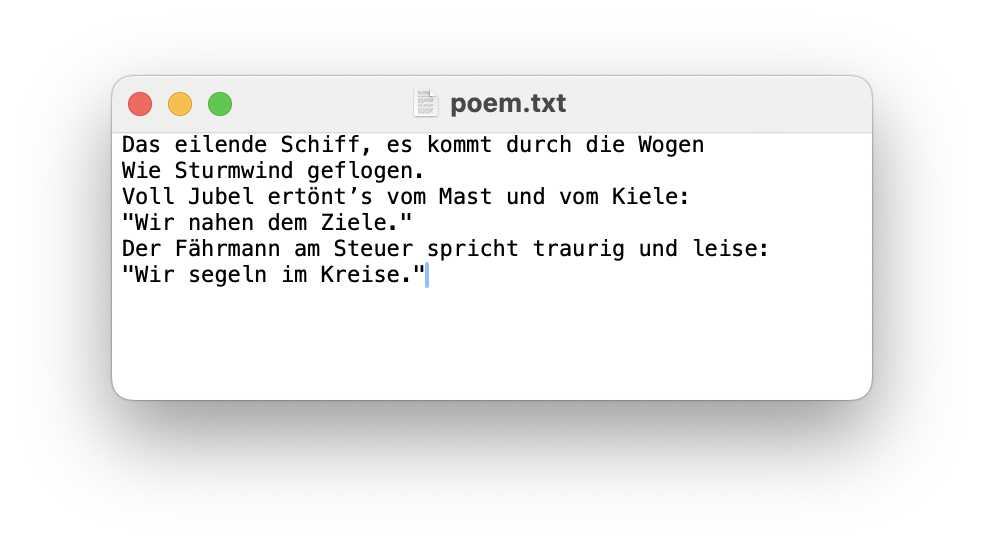 poem.txt
Das eilende Schiff, es kommt durch die Wogen
Wie Sturmwind geflogen.
Voll Jubel ertönt’s vom Mast und vom Kiele:
"Wir nahen dem Ziele."
Der Fährmann am Steuer spricht traurig und leise:
"Wir segeln im Kreise."